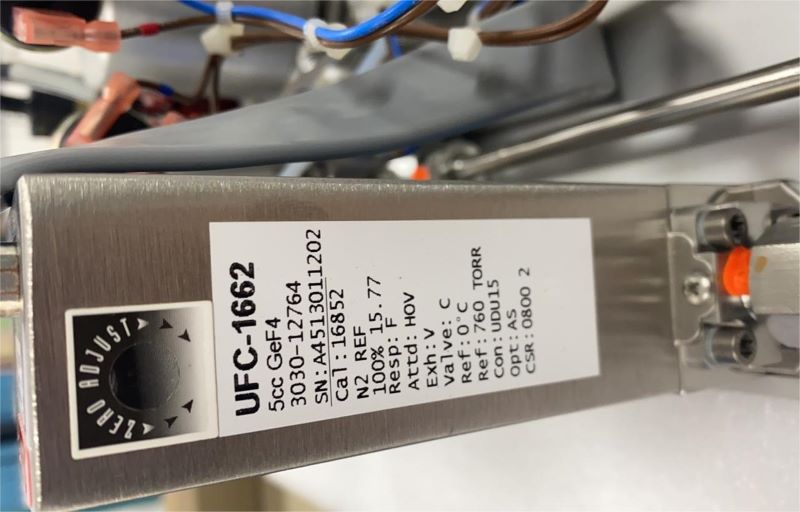 ZERO ADJUST
UFC-1662
5cc GeF4
3030-12764
SN:A4513011202
Cal:16852
N2 REF
100% 15.77
Resp: F
Attd: HOV
Exh: V
Valve: C
Ref:0°C
Ref:760 TORR
Con:UDU15
Opt:AS
CSR:0800 2